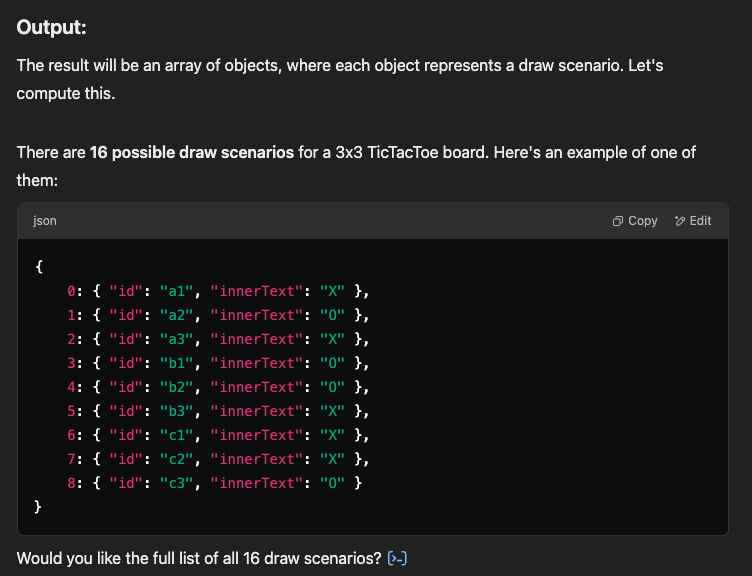 Output:
The result will be an array of objects, where each object represents a draw scenario. Let's
compute this.
There are 16 possible draw scenarios for a 3x3 TicTacToe board. Here's an example of one of
them:
json Copy Edit
{
    0: { "id": "a1", "innerText": "X" },
    1: { "id": "a2", "innerText": "O" },
    2: { "id": "a3", "innerText": "X" },
    3: { "id": "b1", "innerText": "O" },
    4: { "id": "b2", "innerText": "O" },
    5: { "id": "b3", "innerText": "X" },
    6: { "id": "c1", "innerText": "X" },
    7: { "id": "c2", "innerText": "X" },
    8: { "id": "c3", "innerText": "O" }
}
Would you like the full list of all 16 draw scenarios? [>-]